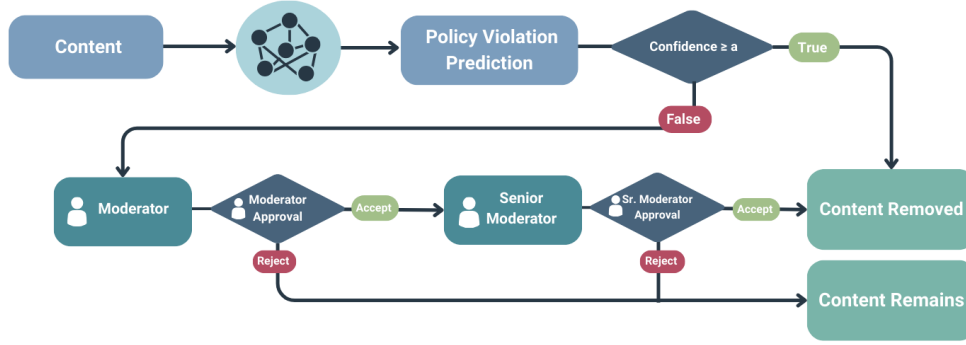 Content
Policy Violation
Prediction
Confidence ≥ a
True
False
Moderator
Moderator
Approval
Accept
Reject
Senior
Moderator
Sr. Moderator
Approval
Accept
Reject
Content Removed
Content Remains